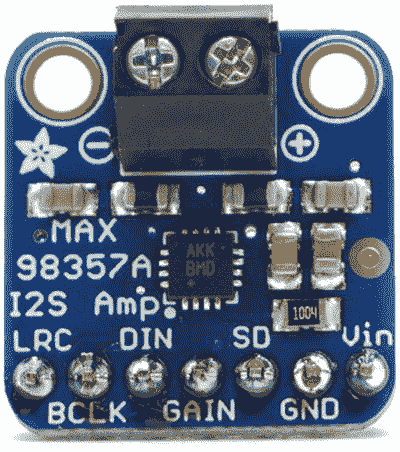 ⊖ ⊕
MAX
98357A
I2S Amp
AKK
BMD
1004
LRC DIN SD Vin
BCLK GAIN GND